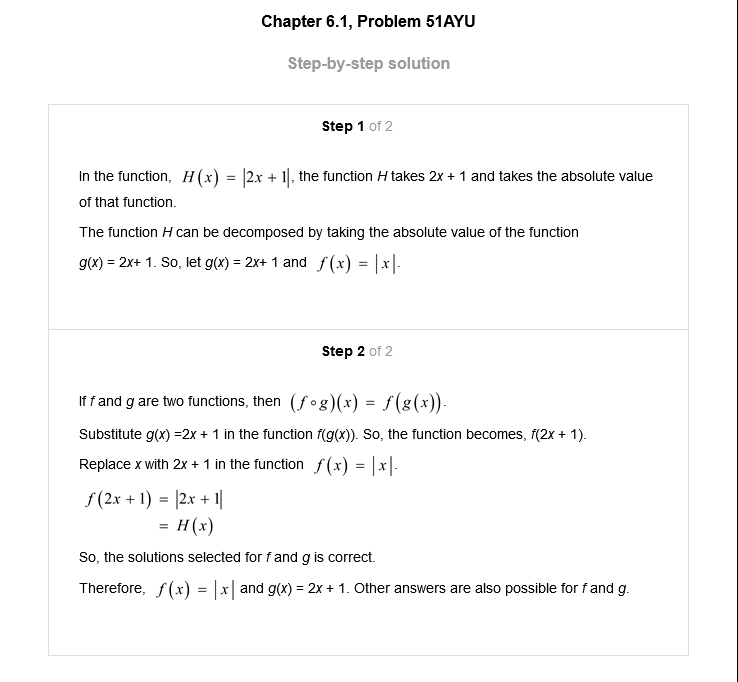 Chapter 6.1, Problem 51AYU
Step-by-step solution
Step 1 of 2
In the function, H(x) = |2x + 1|, the function H takes 2x + 1 and takes the absolute value
of that function.
The function H can be decomposed by taking the absolute value of the function
g(x) = 2x+ 1. So, let g(x) = 2x+ 1 and f(x) = |x|.
Step 2 of 2
If f and g are two functions, then (f∘g)(x) = f(g(x)).
Substitute g(x) =2x + 1 in the function f(g(x)). So, the function becomes, f(2x + 1).
Replace x with 2x + 1 in the function f(x) = |x|.
f(2x + 1) = |2x + 1|
= H(x)
So, the solutions selected for f and g is correct.
Therefore, f(x) = |x| and g(x) = 2x + 1. Other answers are also possible for f and g.